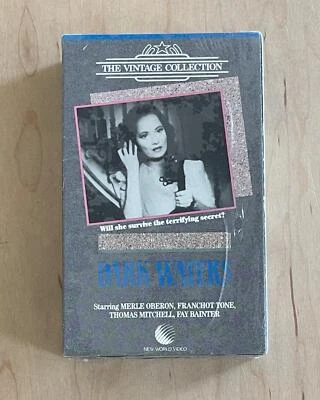 THE VINTAGE COLLECTION
Will she survive the terrifying secret?
DARK WATERS
Starring MERLE OBERON, FRANCHOT TONE,
THOMAS MITCHELL, FAY BAINTER
NEW WORLD VIDEO